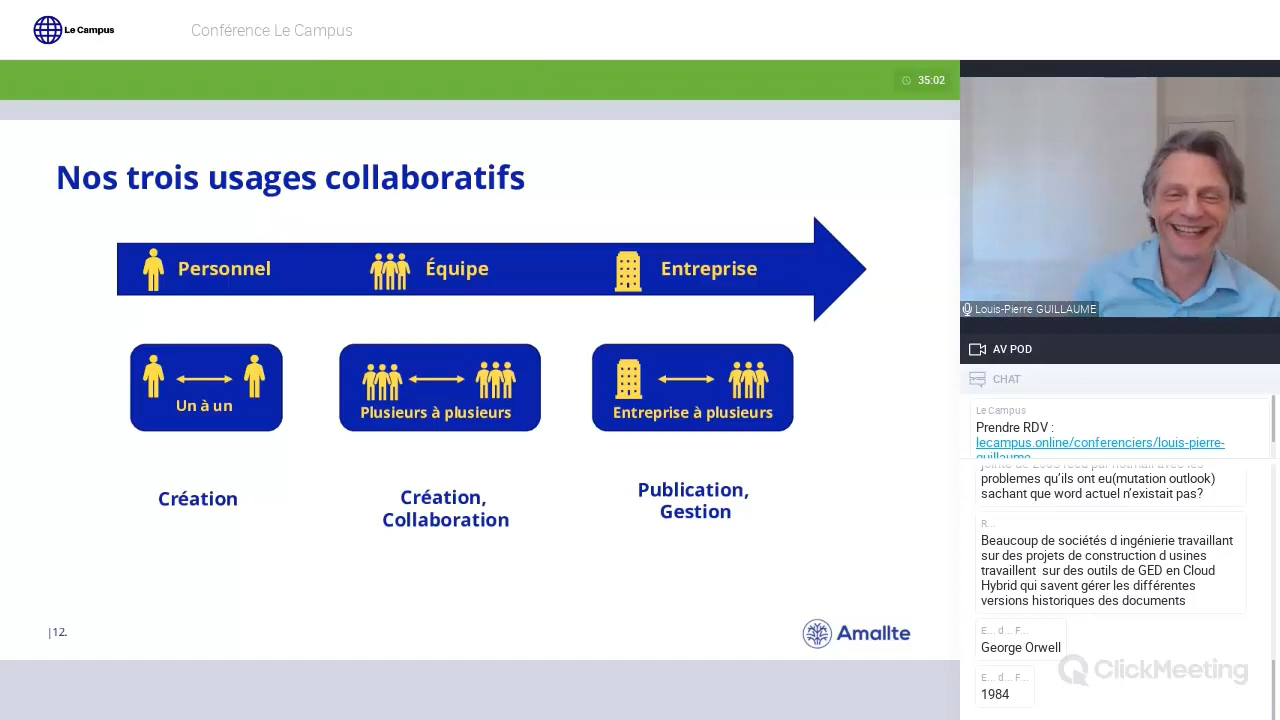 Le Campus
Conférence Le Campus
35:02
Nos trois usages collaboratifs
Personnel
Équipe
Entreprise
Un à un
Plusieurs à plusieurs
Entreprise à plusieurs
Création
Création,
Collaboration
Publication,
Gestion
|12.
Amallte
Louis-Pierre GUILLAUME
AV POD
CHAT
Le Campus
Prendre RDV :
lecampus.online/conferenciers/louis-pierre-
guillaume
problemes qu'ils ont eu(mutation outlook)
sachant que word actuel n'existait pas?
R...
Beaucoup de sociétés d ingénierie travaillant
sur des projets de construction d usines
travaillent sur des outils de GED en Cloud
Hybrid qui savent gérer les différentes
versions historiques des documents
E... d... F...
George Orwell
E... d... F...
1984
ClickMeeting